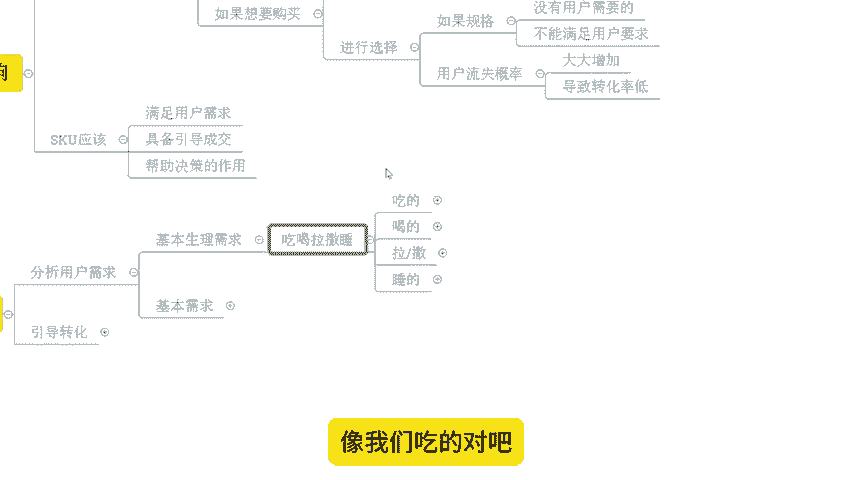 没有用户需要的
如果想要购买
如果规格
不能满足用户要求
进行选择
大大增加
用户流失概率
导致转化率低
响
满足用户需求
SKU应该
具备引导成交
帮助决策的作用
吃的
喝的
基本生理需求
吃喝拉撒睡
拉/撒
分析用户需求
睡的
基本需求
引导转化
像我们吃的对吧